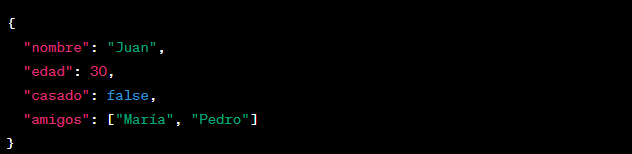 {
  "nombre": "Juan",
  "edad": 30,
  "casado": false,
  "amigos": ["María", "Pedro"]
}